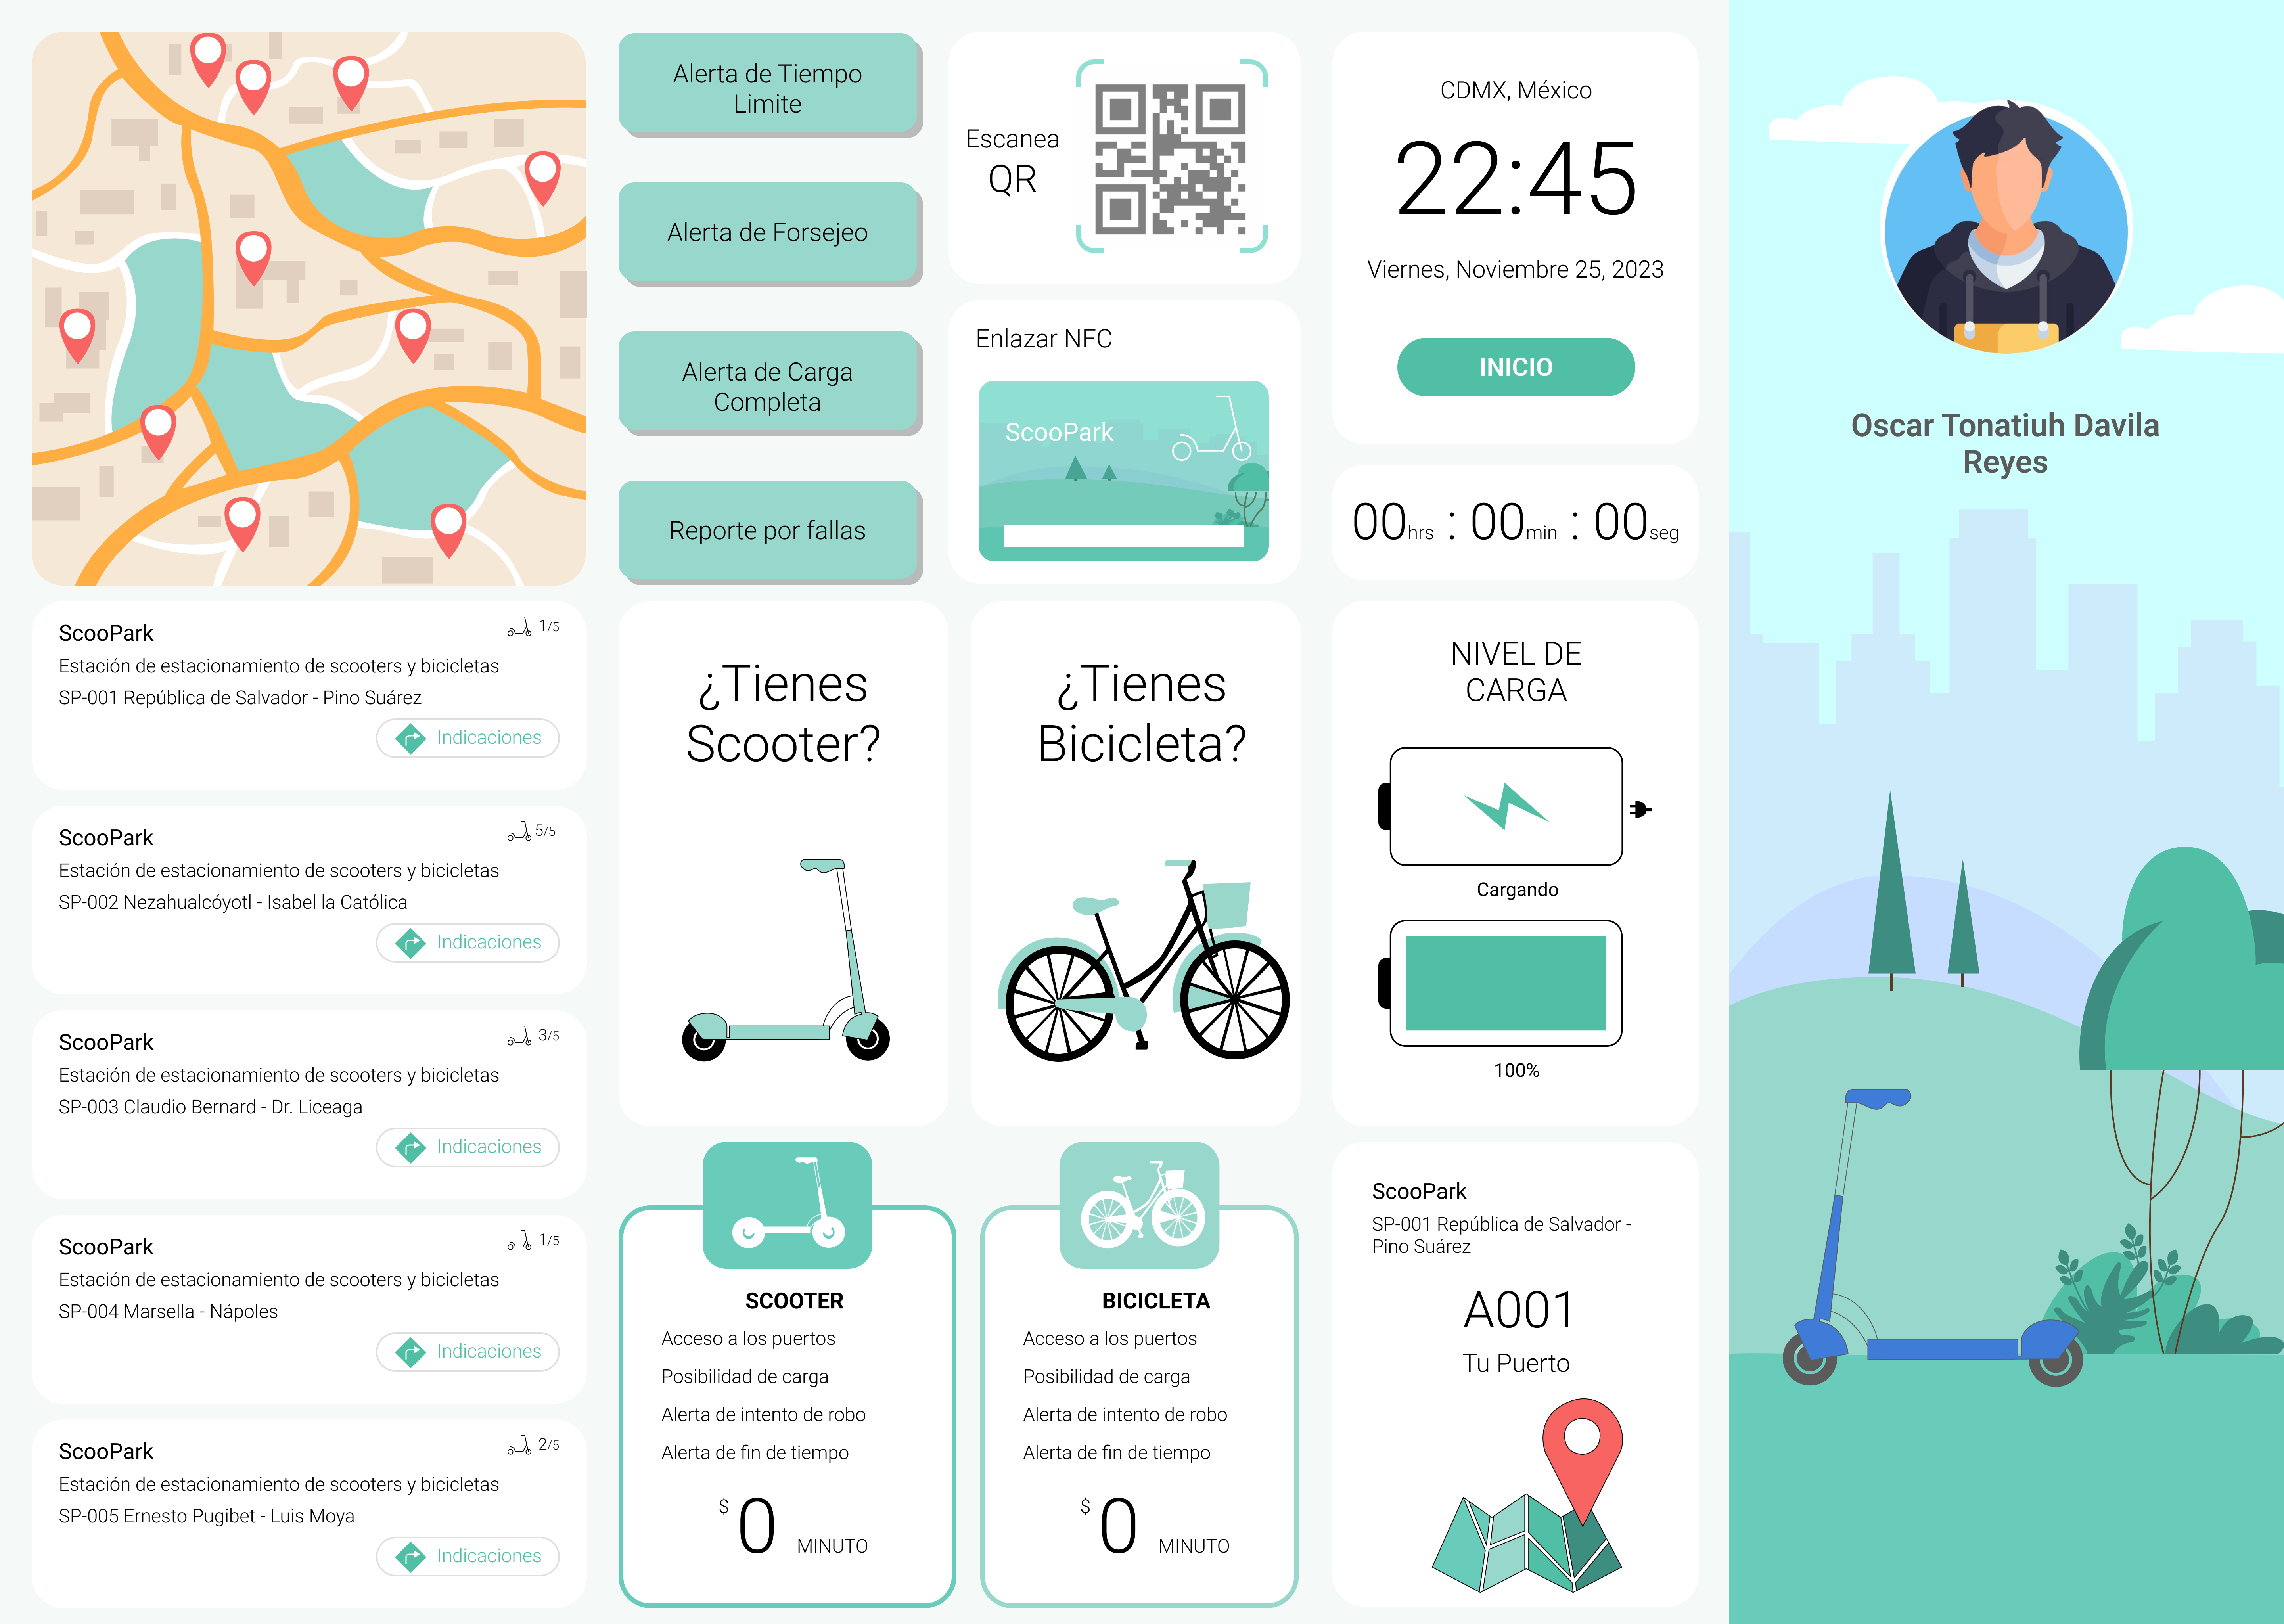 ScooPark
1/5
Estación de estacionamiento de scooters y bicicletas
SP-001 República de Salvador - Pino Suárez
Indicaciones
ScooPark
5/5
Estación de estacionamiento de scooters y bicicletas
SP-002 Nezahualcóyotl - Isabel la Católica
Indicaciones
ScooPark
3/5
Estación de estacionamiento de scooters y bicicletas
SP-003 Claudio Bernard - Dr. Liceaga
Indicaciones
ScooPark
1/5
Estación de estacionamiento de scooters y bicicletas
SP-004 Marsella - Nápoles
Indicaciones
ScooPark
2/5
Estación de estacionamiento de scooters y bicicletas
SP-005 Ernesto Pugibet - Luis Moya
Indicaciones
Alerta de Tiempo
Limite
Alerta de Forsejeo
Alerta de Carga
Completa
Reporte por fallas
Escanea
QR
Enlazar NFC
ScooPark
CDMX, México
22:45
Viernes, Noviembre 25, 2023
INICIO
00hrs : 00min : 00seg
¿Tienes
Scooter?
¿Tienes
Bicicleta?
NIVEL DE
CARGA
Cargando
100%
SCOOTER
Acceso a los puertos
Posibilidad de carga
Alerta de intento de robo
Alerta de fin de tiempo
$ 0 MINUTO
BICICLETA
Acceso a los puertos
Posibilidad de carga
Alerta de intento de robo
Alerta de fin de tiempo
$ 0 MINUTO
ScooPark
SP-001 República de Salvador -
Pino Suárez
A001
Tu Puerto
Oscar Tonatiuh Davila
Reyes